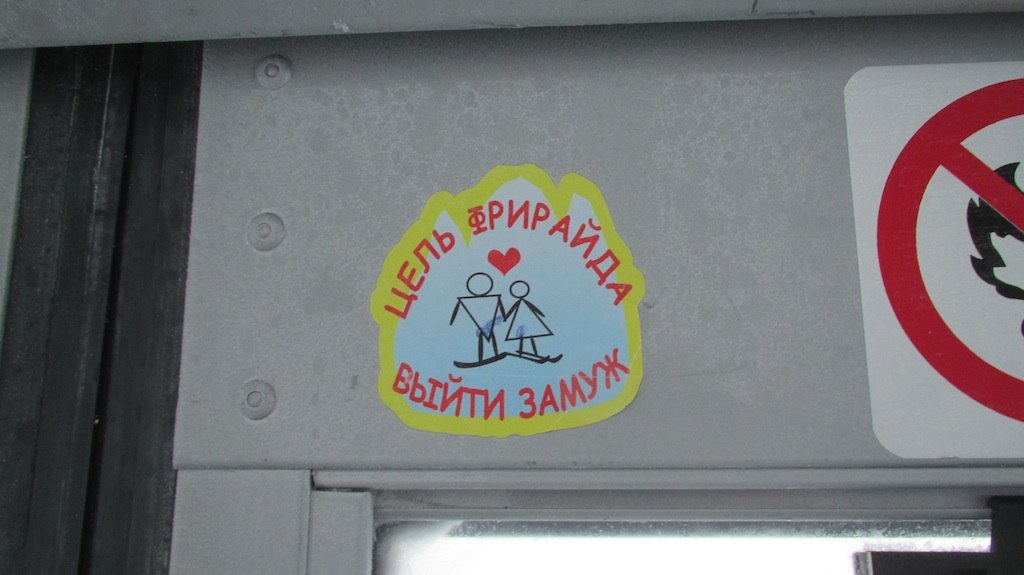 ЦЕЛЬ ФРИРАЙДА
ВЫЙТИ ЗАМУЖ